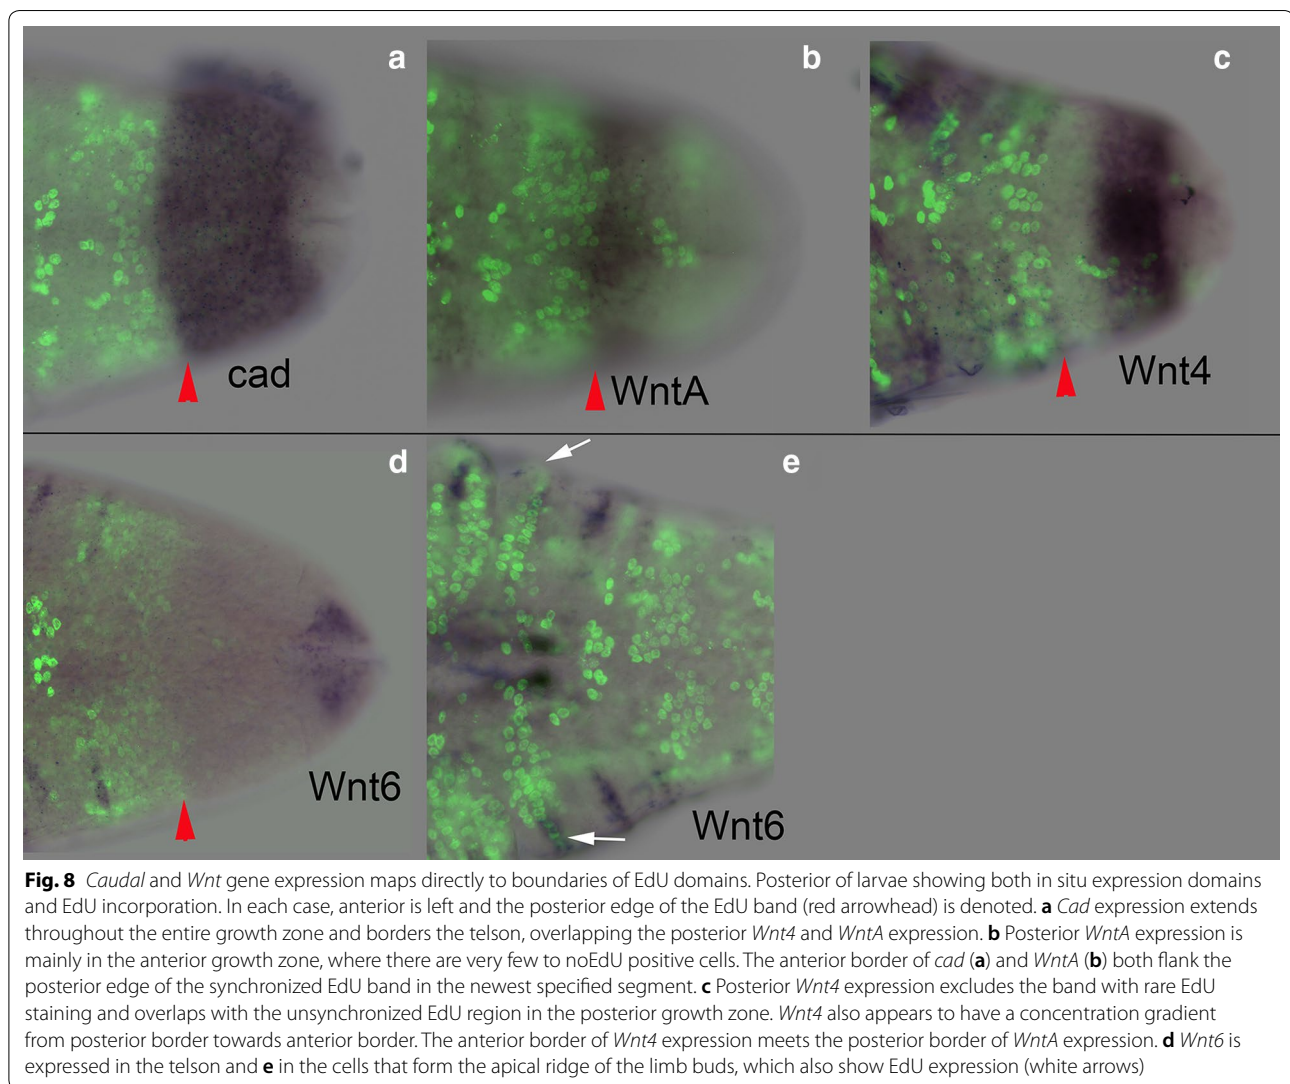 a
b
c
cad
WntA
Wnt4
d
e
Wnt6
Wnt6
Fig. 8 Caudal and Wnt gene expression maps directly to boundaries of EdU domains. Posterior of larvae showing both in situ expression domains
and EdU incorporation. In each case, anterior is left and the posterior edge of the EdU band (red arrowhead) is denoted. a Cad expression extends
throughout the entire growth zone and borders the telson, overlapping the posterior Wnt4 and WntA expression. b Posterior WntA expression is
mainly in the anterior growth zone, where there are very few to noEdU positive cells. The anterior border of cad (a) and WntA (b) both flank the
posterior edge of the synchronized EdU band in the newest specified segment. c Posterior Wnt4 expression excludes the band with rare EdU
staining and overlaps with the unsynchronized EdU region in the posterior growth zone. Wnt4 also appears to have a concentration gradient
from posterior border towards anterior border. The anterior border of Wnt4 expression meets the posterior border of WntA expression. d Wnt6 is
expressed in the telson and e in the cells that form the apical ridge of the limb buds, which also show EdU expression (white arrows)